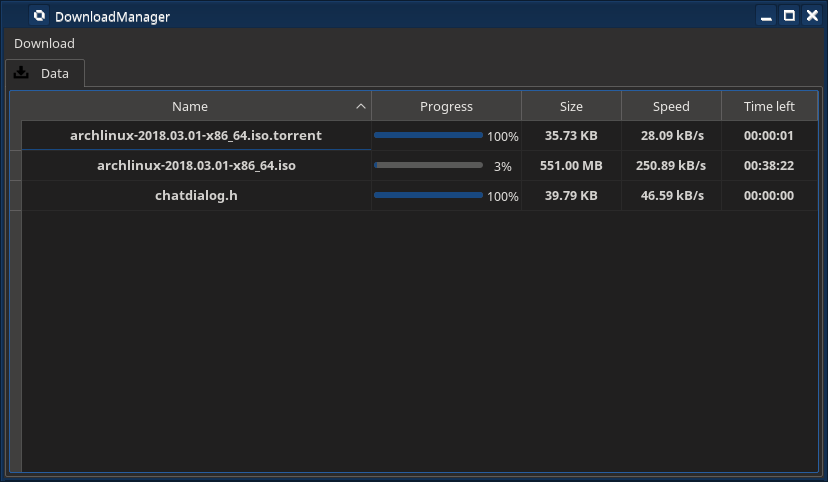 DownloadManager
Download
Data
Name Progress Size Speed Time left
archlinux-2018.03.01-x86_64.iso.torrent 100% 35.73 KB 28.09 kB/s 00:00:01
archlinux-2018.03.01-x86_64.iso 3% 551.00 MB 250.89 kB/s 00:38:22
chatdialog.h 100% 39.79 KB 46.59 kB/s 00:00:00